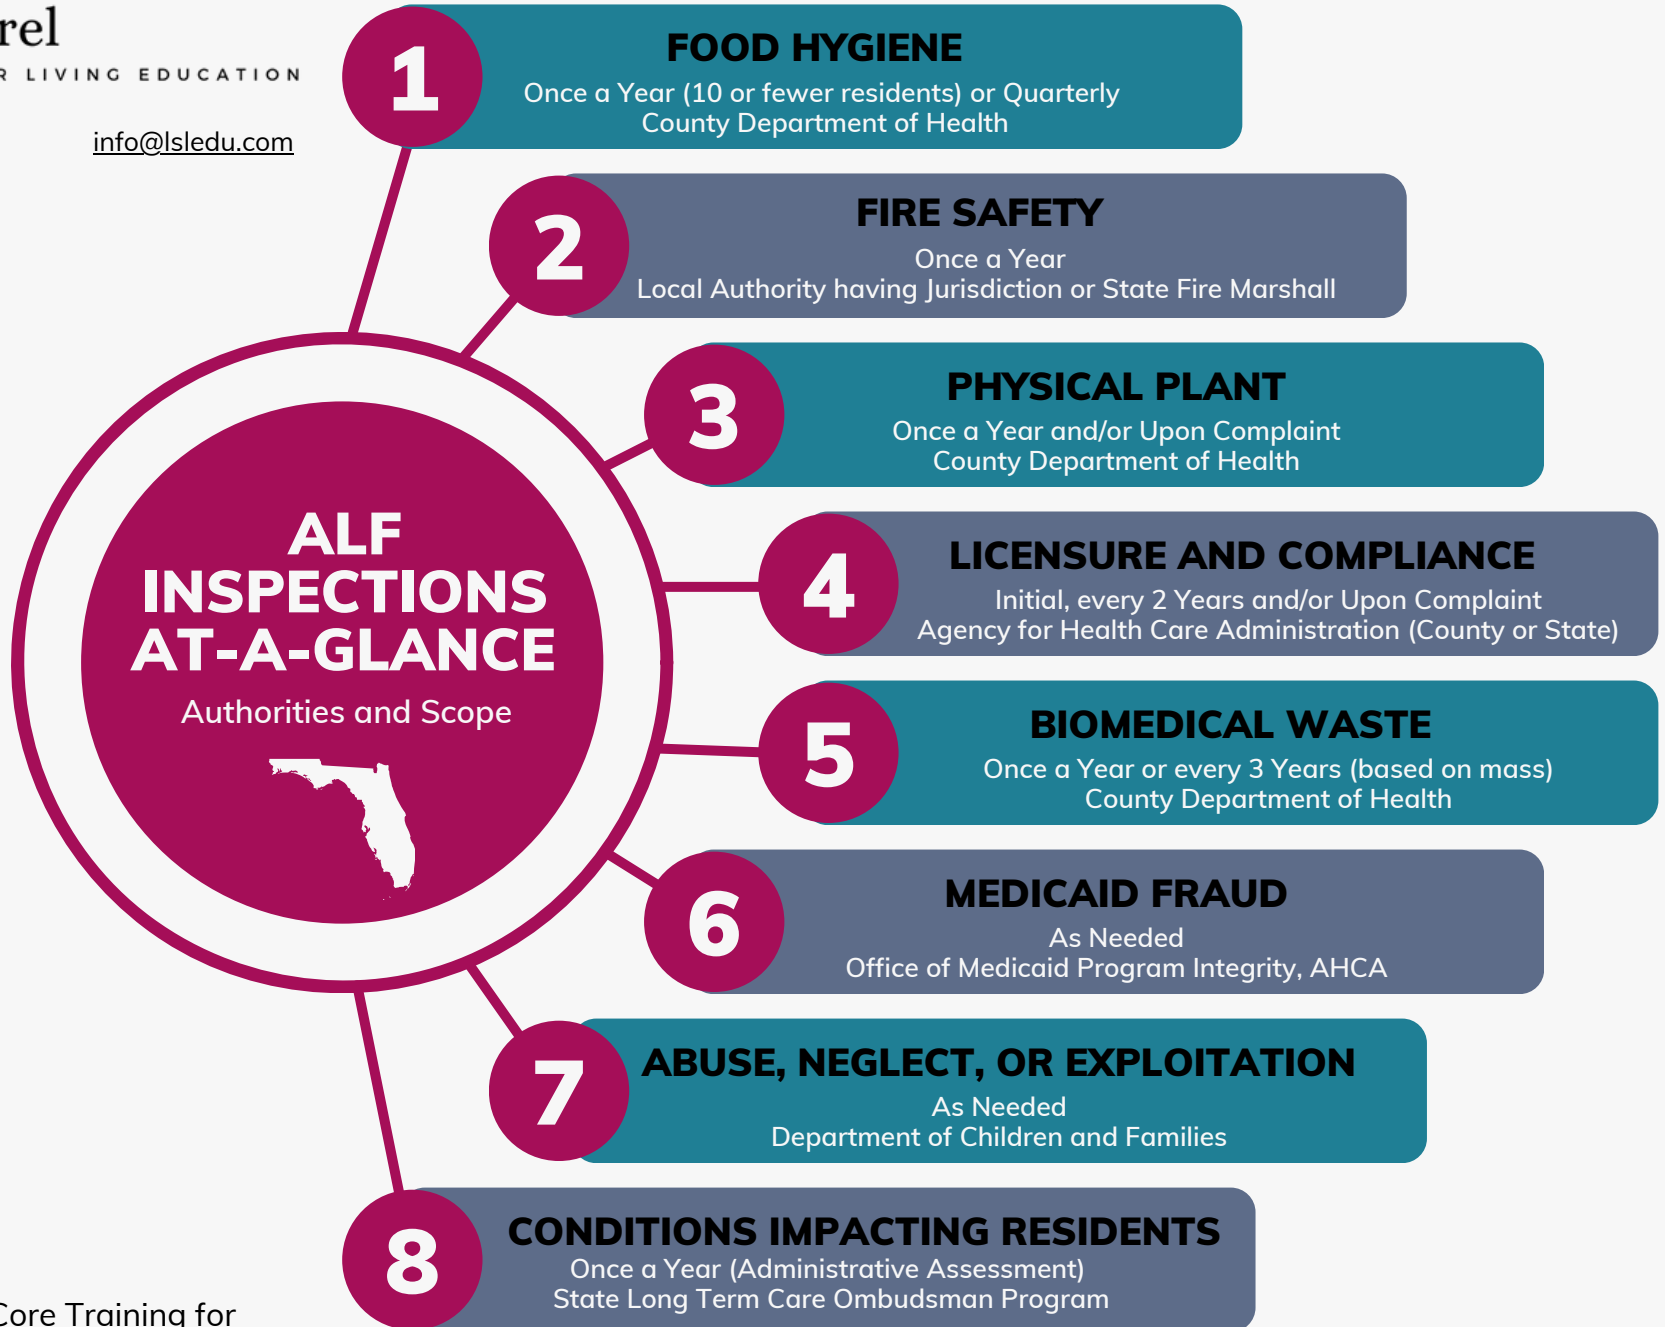 rel
R LIVING EDUCATION
info@lsledu.com
1
FOOD HYGIENE
Once a Year (10 or fewer residents) or Quarterly
County Department of Health
2
FIRE SAFETY
Once a Year
Local Authority having Jurisdiction or State Fire Marshall
3
PHYSICAL PLANT
Once a Year and/or Upon Complaint
County Department of Health
4
LICENSURE AND COMPLIANCE
Initial, every 2 Years and/or Upon Complaint
Agency for Health Care Administration (County or State)
ALF
INSPECTIONS
AT-A-GLANCE
Authorities and Scope
5
BIOMEDICAL WASTE
Once a Year or every 3 Years (based on mass)
County Department of Health
6
MEDICAID FRAUD
As Needed
Office of Medicaid Program Integrity, AHCA
7
ABUSE, NEGLECT, OR EXPLOITATION
As Needed
Department of Children and Families
8
CONDITIONS IMPACTING RESIDENTS
Once a Year (Administrative Assessment)
State Long Term Care Ombudsman Program
Core Training for